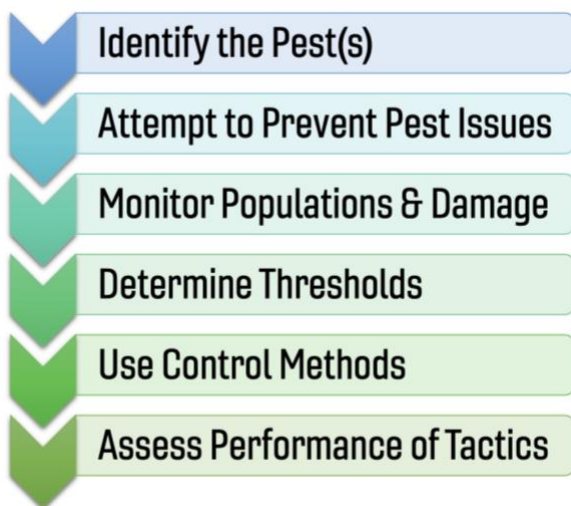 Identify the Pest(s)
Attempt to Prevent Pest Issues
Monitor Populations & Damage
Determine Thresholds
Use Control Methods
Assess Performance of Tactics